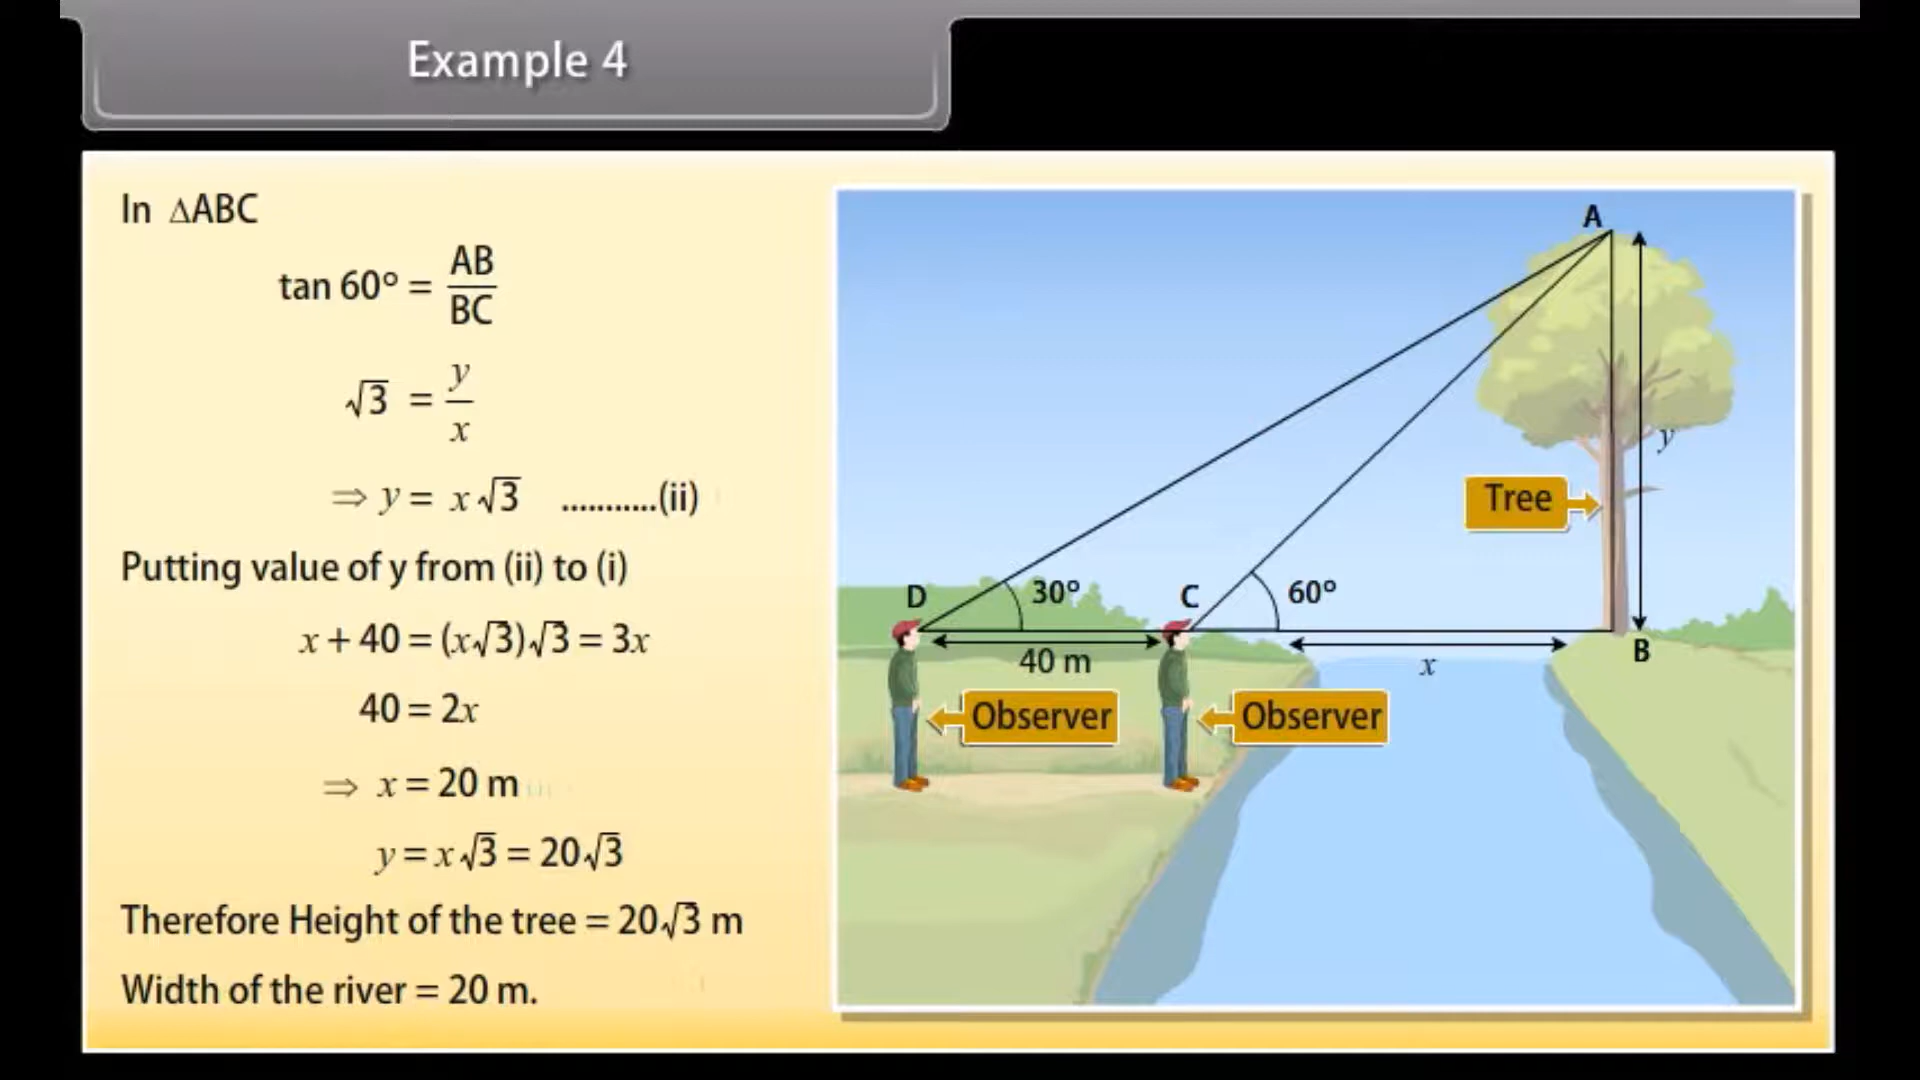 Example 4
In ΔABC
tan 60° = AB/BC
√3 = y/x
⇒ y = x√3 ...........(ii)
Putting value of y from (ii) to (i)
x + 40 = (x√3)√3 = 3x
40 = 2x
⇒ x = 20 m
y = x√3 = 20√3
Therefore Height of the tree = 20√3 m
Width of the river = 20 m.
A
y
Tree
D
30°
C
60°
B
40 m
x
Observer
Observer